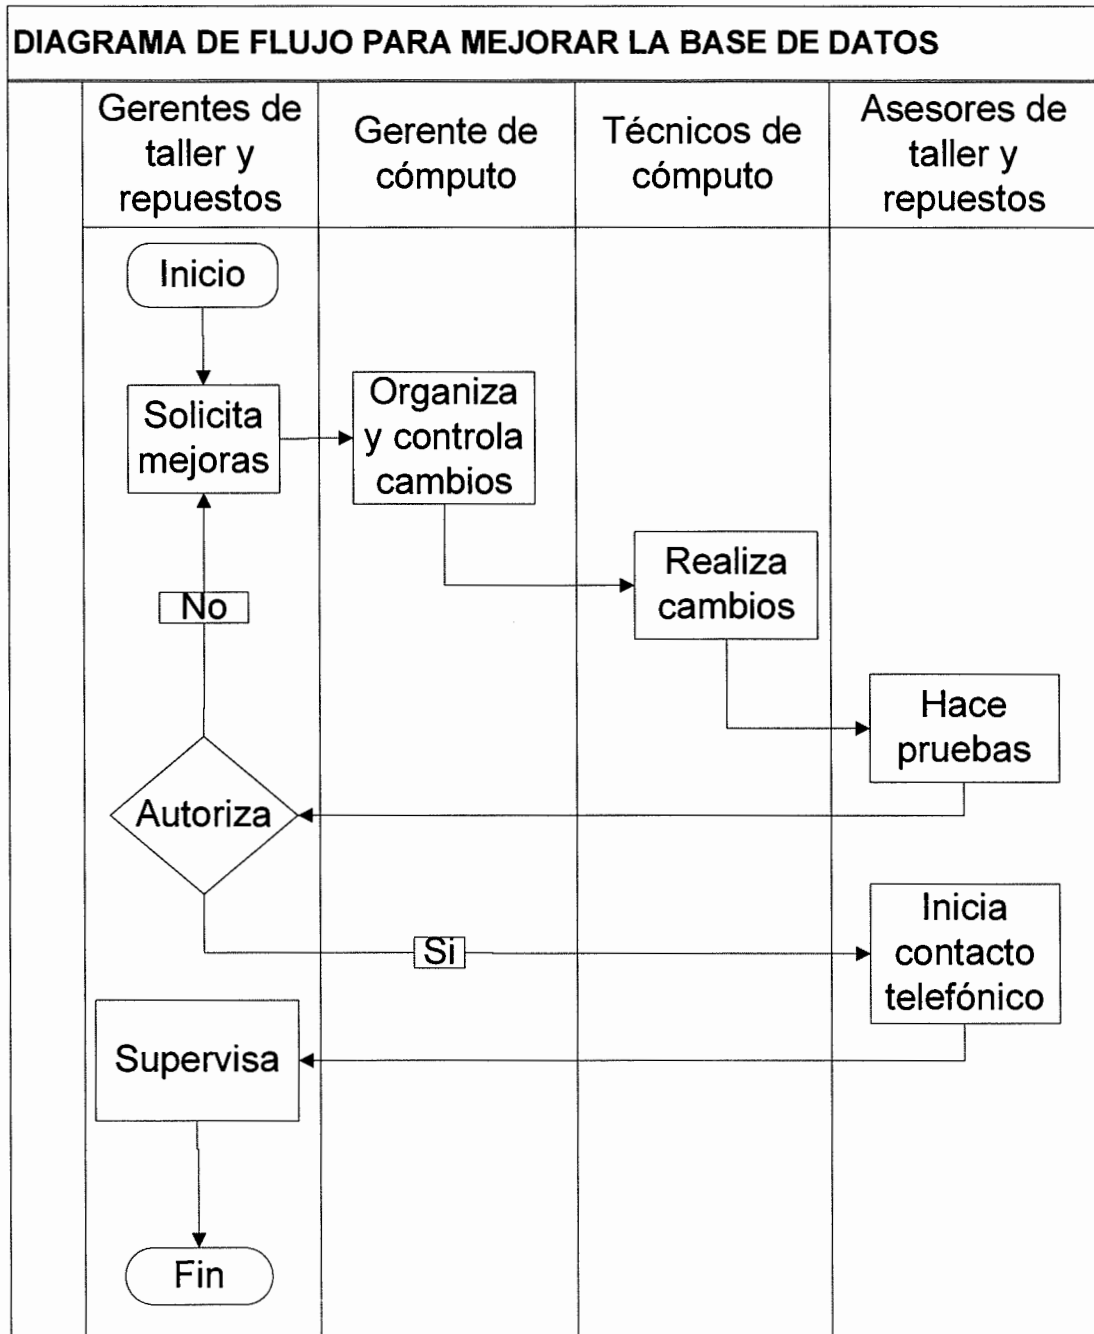 DIAGRAMA DE FLUJO PARA MEJORAR LA BASE DE DATOS
Gerentes de
taller y
repuestos
Gerente de
cómputo
Técnicos de
cómputo
Asesores de
taller y
repuestos
Inicio
Solicita
mejoras
Organiza
y controla
cambios
Realiza
cambios
No
Hace
pruebas
Autoriza
Si
Inicia
contacto
telefónico
Supervisa
Fin